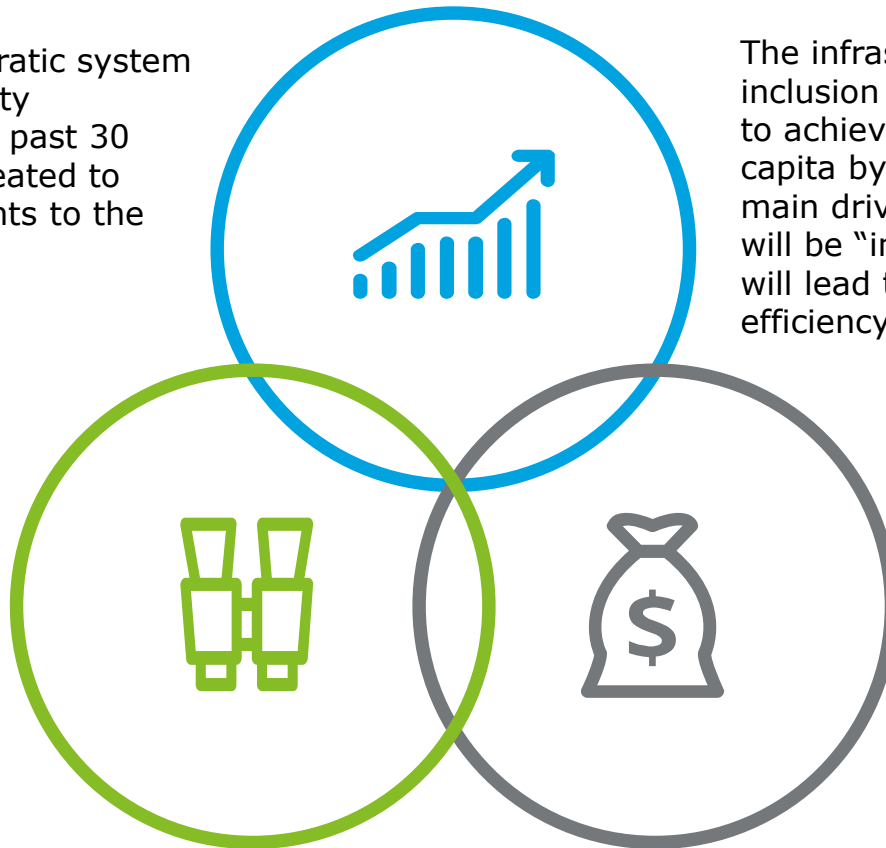 ratic system
ty
past 30
eated to
nts to the
The infras
inclusion
to achiev
capita by
main driv
will be “i
will lead t
efficiency
$